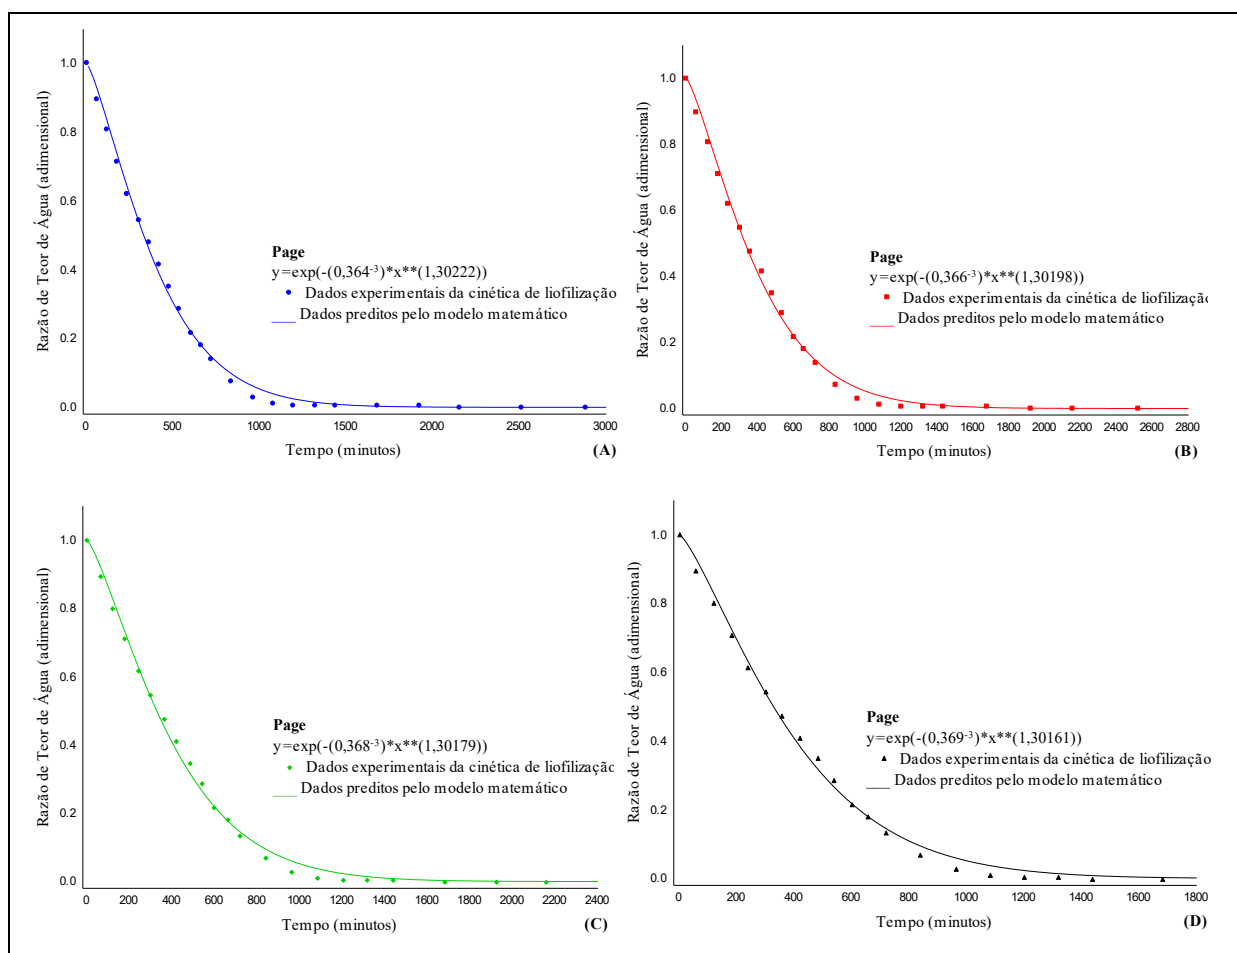 Razão de Teor de Água (adimensional)
1.0
0.8
0.6
0.4
0.2
0.0
Page
y=exp(-(0,364⁻³)*x**(1,30222))
Dados experimentais da cinética de liofilização
Dados preditos pelo modelo matemático
0 500 1000 1500 2000 2500 3000
Tempo (minutos)
(A)
Razão de Teor de Água (adimensional)
1.0
0.8
0.6
0.4
0.2
0.0
Page
y=exp(-(0,366⁻³)*x**(1,30198))
Dados experimentais da cinética de liofilização
Dados preditos pelo modelo matemático
0 200 400 600 800 1000 1200 1400 1600 1800 2000 2200 2400 2600 2800
Tempo (minutos)
(B)
Razão de Teor de Água (adimensional)
1.0
0.8
0.6
0.4
0.2
0.0
Page
y=exp(-(0,368⁻³)*x**(1,30179))
Dados experimentais da cinética de liofilização
Dados preditos pelo modelo matemático
0 200 400 600 800 1000 1200 1400 1600 1800 2000 2200 2400
Tempo (minutos)
(C)
Razão de Teor de Água (adimensional)
1.0
0.8
0.6
0.4
0.2
0.0
Page
y=exp(-(0,369⁻³)*x**(1,30161))
Dados experimentais da cinética de liofilização
Dados preditos pelo modelo matemático
0 200 400 600 800 1000 1200 1400 1600 1800
Tempo (minutos)
(D)